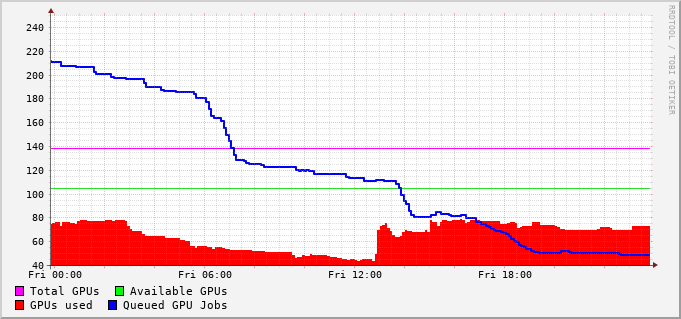 RRDTOOL / TOBI OETIKER
240
220
200
180
160
140
120
100
80
60
40
Fri 00:00 Fri 06:00 Fri 12:00 Fri 18:00
Total GPUs Available GPUs
GPUs used Queued GPU Jobs